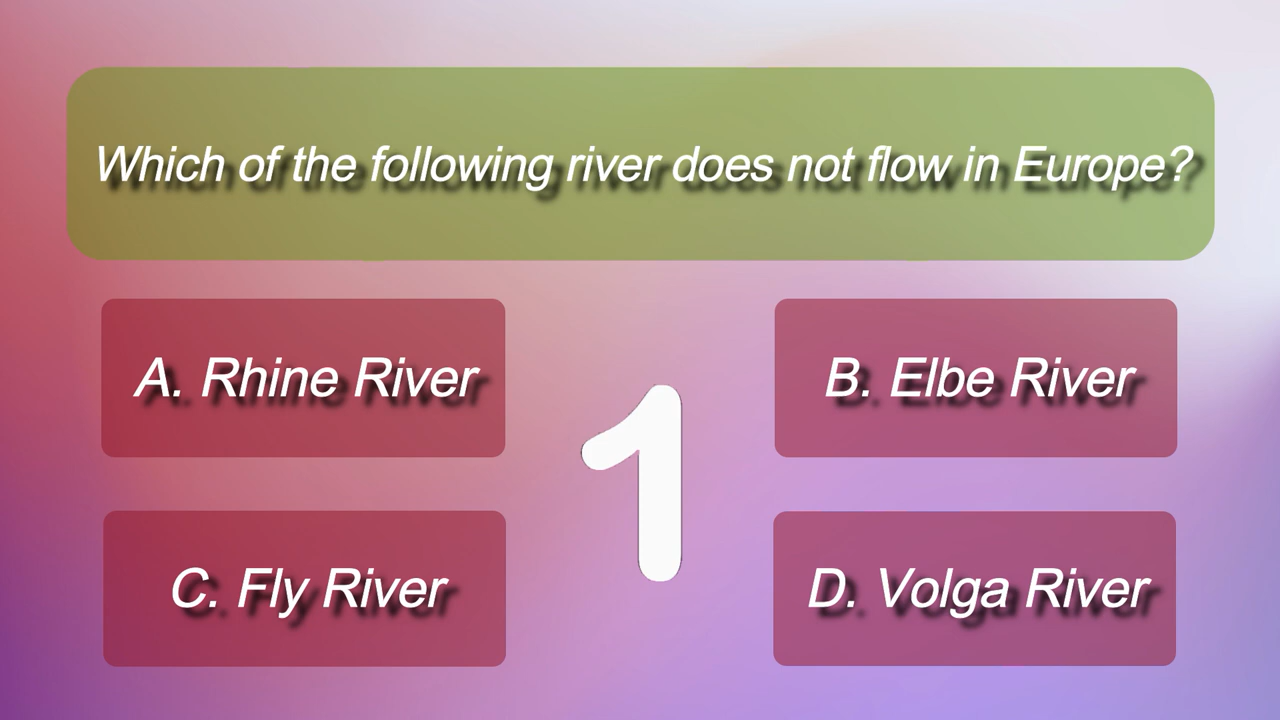 Which of the following river does not flow in Europe?
A. Rhine River
B. Elbe River
1
C. Fly River
D. Volga River